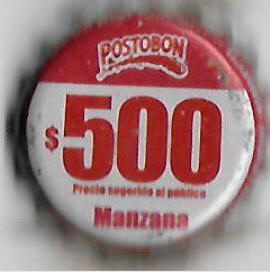 POSTOBON
$500
Precio sugerido al público
Manzana